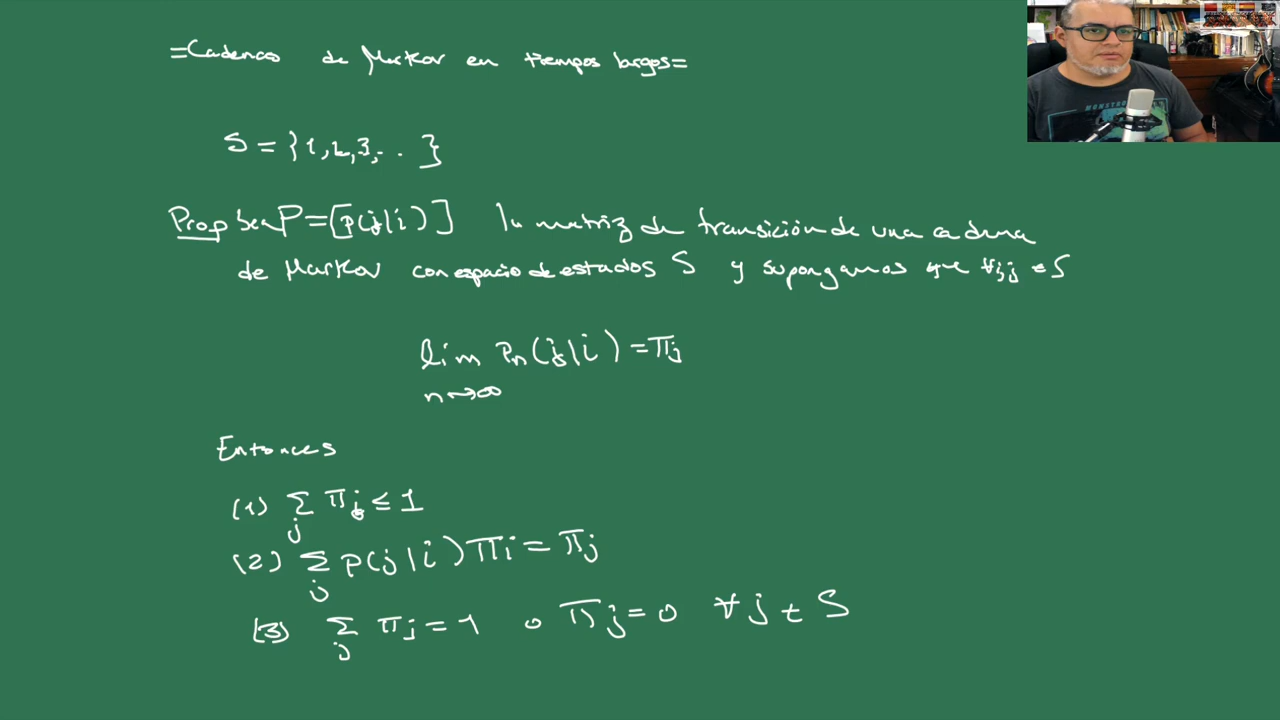 =Cadenas de Markov en tiempos largos=
S = {1,2,3,. . }
Prop Sea P=[p(j|i)] la matriz de transición de una cadena
de Markov con espacio de estados S y supongamos que ∀i,j ∈ S
lim Pn(j|i) = πj
n→∞
Entonces
(1) ∑ πj ≤ 1
j
(2) ∑ p(j|i) πi = πj
j
(3) ∑ πj = 1 o πj = 0 ∀ j ∈ S
j